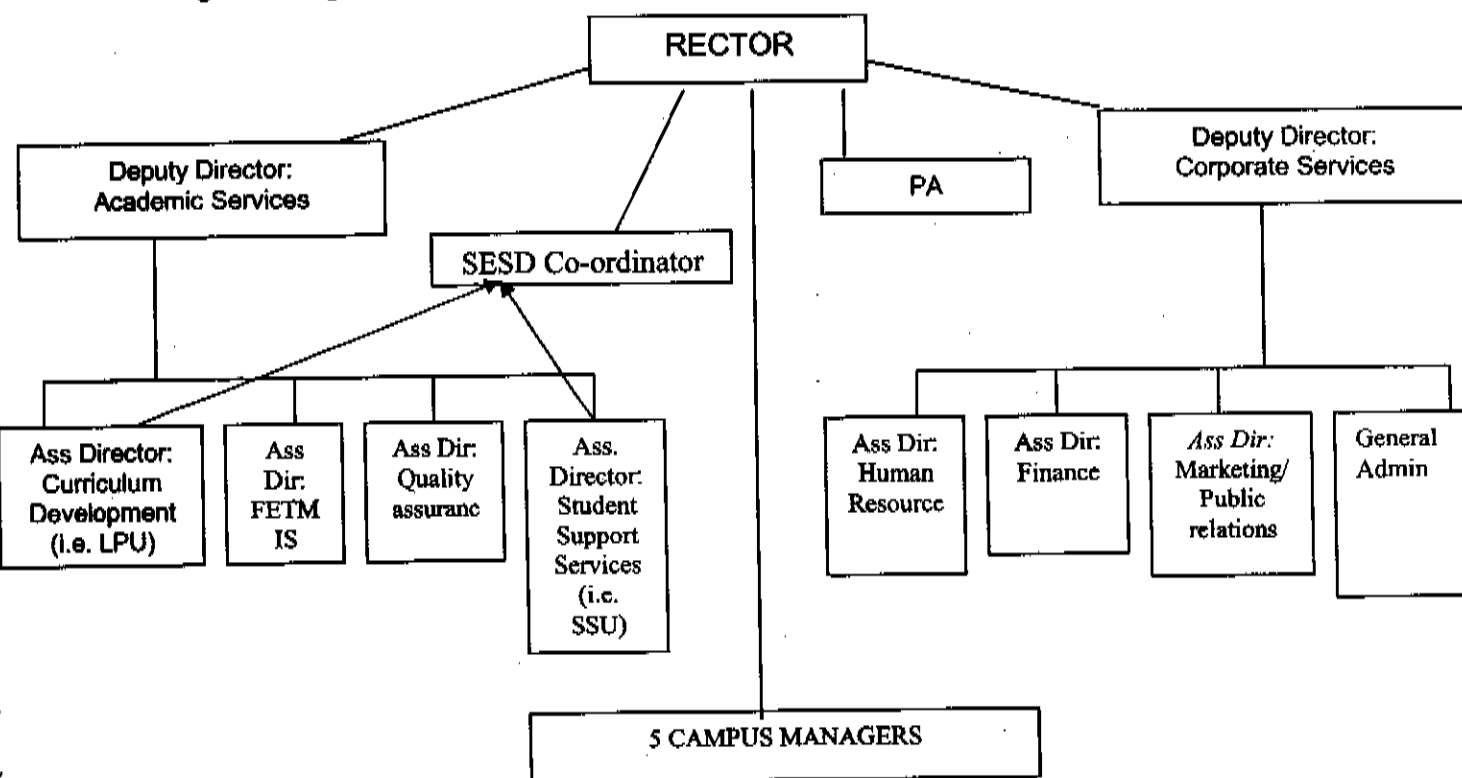 RECTOR
Deputy Director:
Academic Services
Deputy Director:
Corporate Services
PA
SESD Co-ordinator
Ass Director:
Curriculum
Development
(i.e. LPU)
Ass
Dir:
FETM
IS
Ass Dir:
Quality
assuranc
Ass.
Director:
Student
Support
Services
(i.e.
SSU)
Ass Dir:
Human
Resource
Ass Dir:
Finance
Ass Dir:
Marketing/
Public
relations
General
Admin
5 CAMPUS MANAGERS